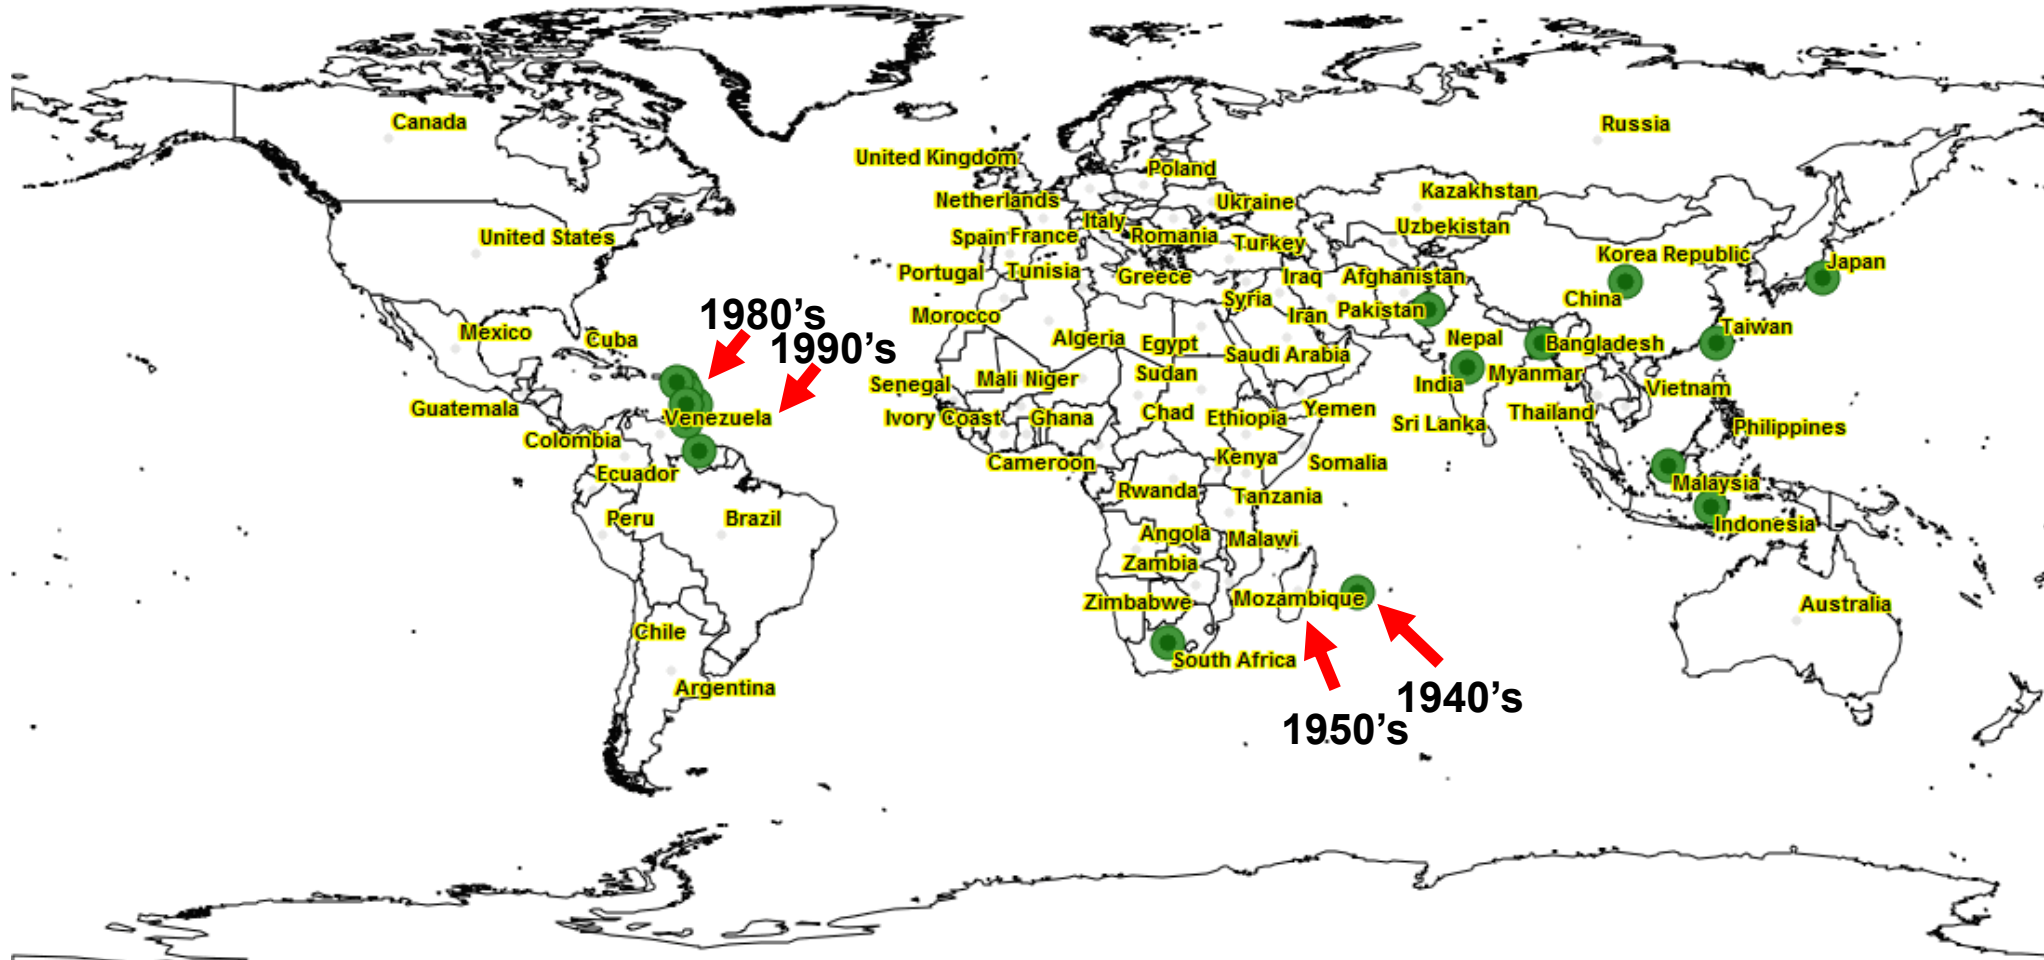 Canada
Russia
United Kingdom
Poland
Kazakhstan
Netherlands
Ukraine
Italy
Uzbekistan
United States
Spain France
Romania
Turkey
Korea Republic
Japan
Portugal
Tunisia
Greece
Iraq
Afghanistan
Syria
China
Morocco
Iran
Pakistan
1980's
Mexico
Cuba
Algeria
Egypt
Nepal
Bangladesh
Taiwan
1990's
Saudi Arabia
Senegal
Mali Niger
Sudan
India
Myanmar
Vietnam
Guatemala
Venezuela
Ivory Coast
Ghana
Chad
Ethiopia
Yemen
Sri Lanka
Thailand
Philippines
Colombia
Cameroon
Kenya
Somalia
Ecuador
Rwanda
Tanzania
Malaysia
Peru
Brazil
Angola
Malawi
Indonesia
Zambia
Zimbabwe
Mozambique
Australia
Chile
South Africa
Argentina
1940's
1950's